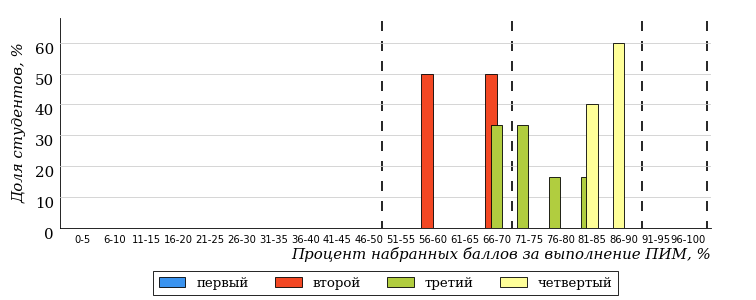 Доля студентов, %
60
50
40
30
20
10
0
0-5 6-10 11-15 16-20 21-25 26-30 31-35 36-40 41-45 46-50 51-55 56-60 61-65 66-70 71-75 76-80 81-85 86-90 91-95 96-100
Процент набранных баллов за выполнение ПИМ, %
первый второй третий четвертый